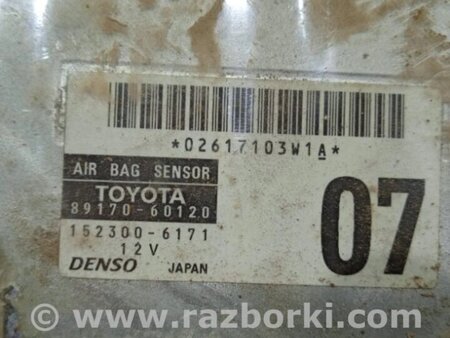 *02617103W1A*
AIR BAG SENSOR
TOYOTA
89170-60120
152300-6171
12V
DENSO JAPAN
07
www.razborki.com